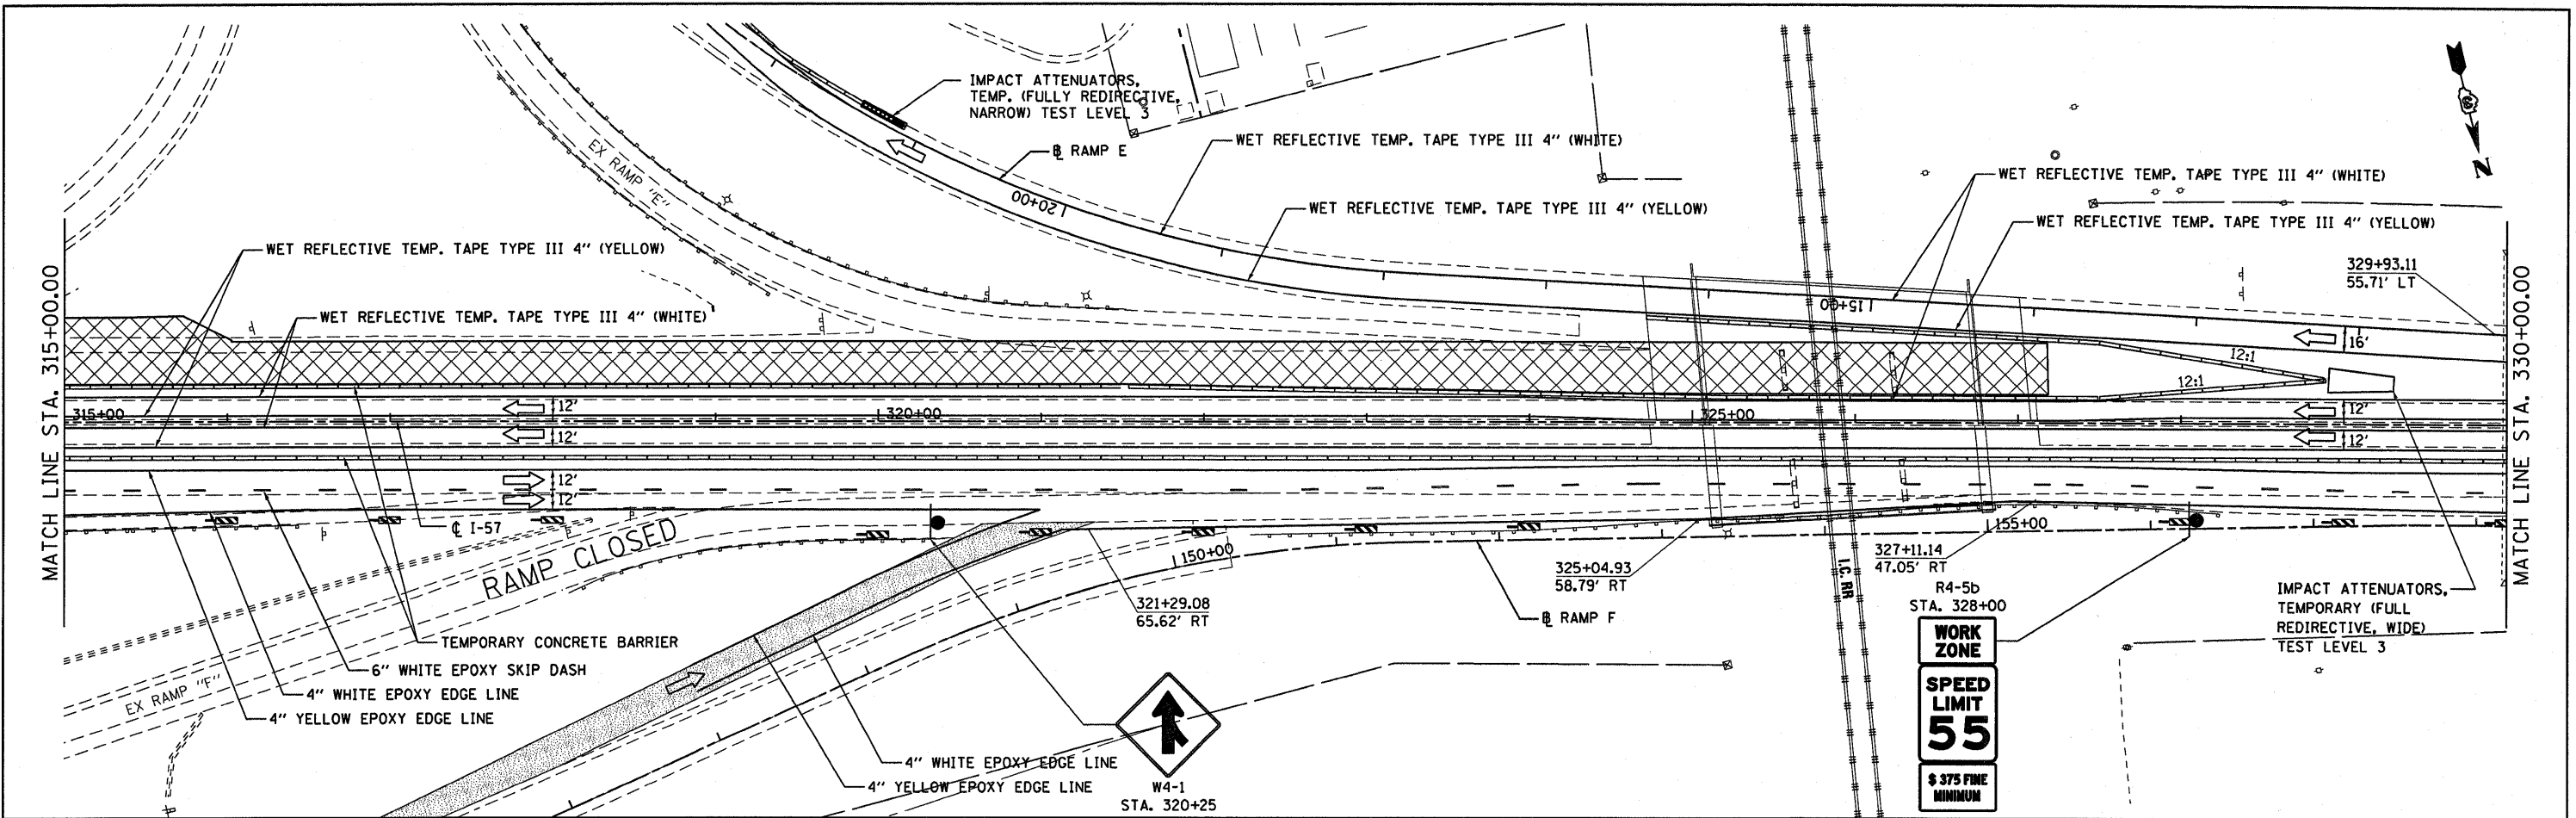 IMPACT ATTENUATORS,
TEMP. (FULLY REDIRECTIVE,
NARROW) TEST LEVEL 3
℄ RAMP E
WET REFLECTIVE TEMP. TAPE TYPE III 4" (WHITE)
WET REFLECTIVE TEMP. TAPE TYPE III 4" (YELLOW)
WET REFLECTIVE TEMP. TAPE TYPE III 4" (WHITE)
WET REFLECTIVE TEMP. TAPE TYPE III 4" (YELLOW)
N
EX RAMP "E"
120+00
115+00
329+93.11
55.71' LT
WET REFLECTIVE TEMP. TAPE TYPE III 4" (YELLOW)
WET REFLECTIVE TEMP. TAPE TYPE III 4" (WHITE)
MATCH LINE STA. 315+00.00
MATCH LINE STA. 330+00.00
16'
12:1
12:1
315+00
320+00
325+00
12'
12'
12'
12'
12'
12'
℄ I-57
RAMP CLOSED
EX RAMP "F"
150+00
155+00
I.C. RR
321+29.08
65.62' RT
325+04.93
58.79' RT
327+11.14
47.05' RT
℄ RAMP F
TEMPORARY CONCRETE BARRIER
6" WHITE EPOXY SKIP DASH
4" WHITE EPOXY EDGE LINE
4" YELLOW EPOXY EDGE LINE
4" WHITE EPOXY EDGE LINE
4" YELLOW EPOXY EDGE LINE
W4-1
STA. 320+25
R4-5b
STA. 328+00
WORK
ZONE
SPEED
LIMIT
55
$ 375 FINE
MINIMUM
IMPACT ATTENUATORS,
TEMPORARY (FULL
REDIRECTIVE, WIDE)
TEST LEVEL 3